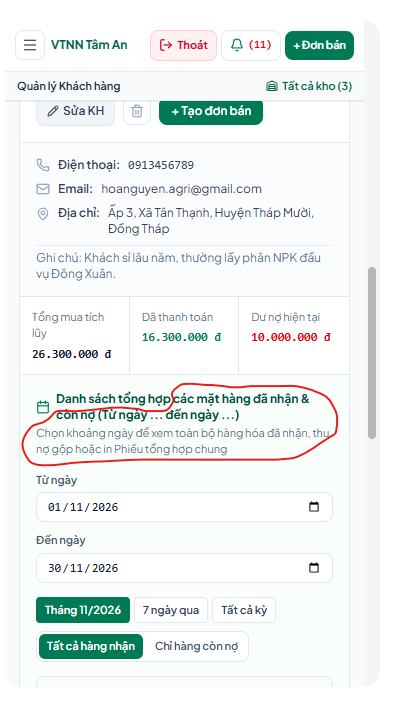 VTNN Tâm An
Thoát
(11)
+ Đơn bán
Quản lý Khách hàng
Tất cả kho (3)
Sửa KH
+ Tạo đơn bán
Điện thoại: 0913456789
Email: hoanguyen.agri@gmail.com
Địa chỉ: Ấp 3, Xã Tân Thạnh, Huyện Tháp Mười,
Đồng Tháp
Ghi chú: Khách sỉ lâu năm, thường lấy phân NPK đầu
vụ Đông Xuân.
Tổng mua tích
lũy
26.300.000 đ
Đã thanh toán
16.300.000 đ
Dư nợ hiện tại
10.000.000 đ
Danh sách tổng hợp các mặt hàng đã nhận &
còn nợ (Từ ngày ... đến ngày ...)
Chọn khoảng ngày để xem toàn bộ hàng hóa đã nhận, thu
nợ gộp hoặc in Phiếu tổng hợp chung
Từ ngày
01/11/2026
Đến ngày
30/11/2026
Tháng 11/2026
7 ngày qua
Tất cả kỳ
Tất cả hàng nhận
Chỉ hàng còn nợ